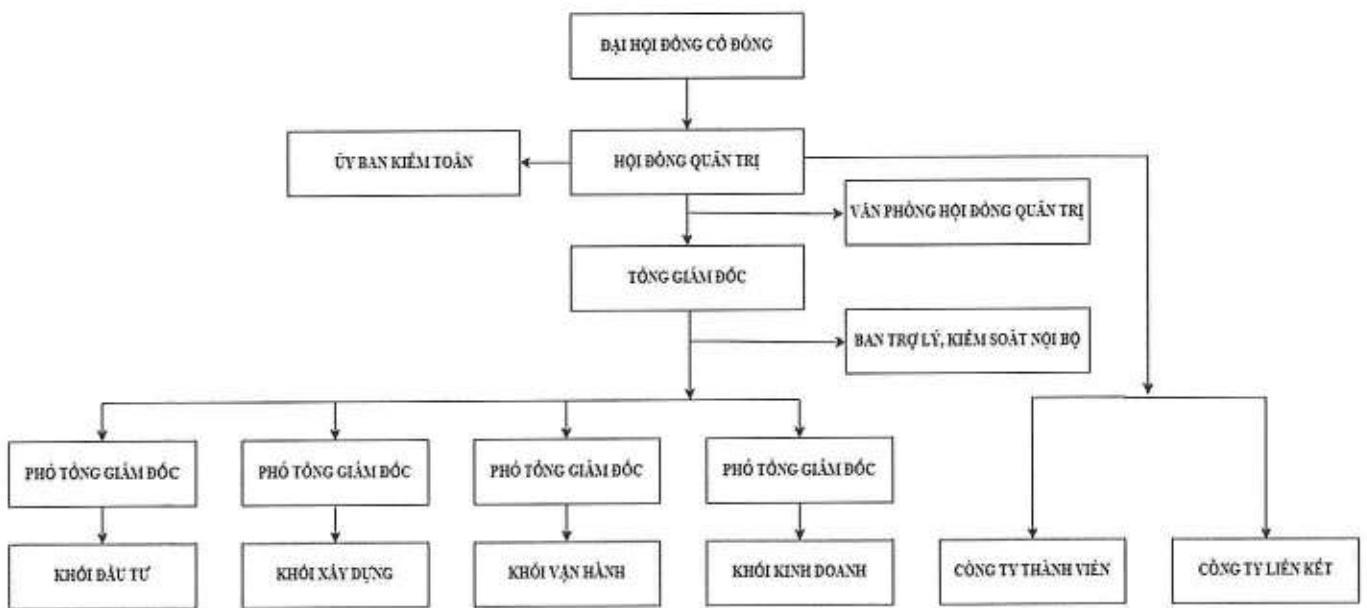 ĐẠI HỘI ĐỒNG CỔ ĐÔNG
ỦY BAN KIỂM TOÁN
HỘI ĐỒNG QUẢN TRỊ
VĂN PHÒNG HỘI ĐỒNG QUẢN TRỊ
TỔNG GIÁM ĐỐC
BAN TRỢ LÝ, KIỂM SOÁT NỘI BỘ
PHÓ TỔNG GIÁM ĐỐC
PHÓ TỔNG GIÁM ĐỐC
PHÓ TỔNG GIÁM ĐỐC
PHÓ TỔNG GIÁM ĐỐC
KHỐI ĐẦU TƯ
KHỐI XÂY DỰNG
KHỐI VẬN HÀNH
KHỐI KINH DOANH
CÔNG TY THÀNH VIÊN
CÔNG TY LIÊN KẾT